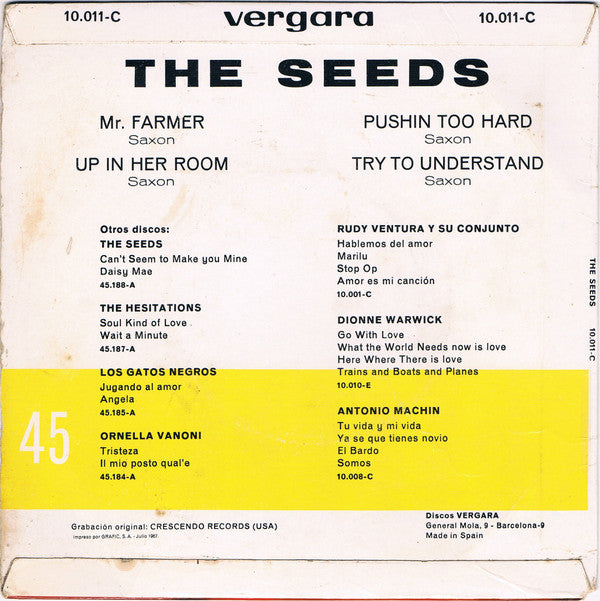 10.011-C vergara 10.011-C
THE SEEDS
Mr. FARMER
Saxon
UP IN HER ROOM
Saxon
PUSHIN TOO HARD
Saxon
TRY TO UNDERSTAND
Saxon
Otros discos:
THE SEEDS
Can't Seem to Make you Mine
Daisy Mae
45.188-A
THE HESITATIONS
Soul Kind of Love
Wait a Minute
45.187-A
LOS GATOS NEGROS
Jugando al amor
Angela
45.185-A
ORNELLA VANONI
Tristeza
Il mio posto qual'e
45.184-A
RUDY VENTURA Y SU CONJUNTO
Hablemos del amor
Marilu
Stop Op
Amor es mi canción
10.001-C
DIONNE WARWICK
Go With Love
What the World Needs now is love
Here Where There is love
Trains and Boats and Planes
10.010-E
ANTONIO MACHIN
Tu vida y mi vida
Ya se que tienes novio
El Bardo
Somos
10.008-C
THE SEEDS 10.011-C
45
Grabación original: CRESCENDO RECORDS (USA)
Impreso por GRAFIC, S. A. - Julio 1967.
Discos VERGARA
General Mola, 9 - Barcelona-9
Made in Spain